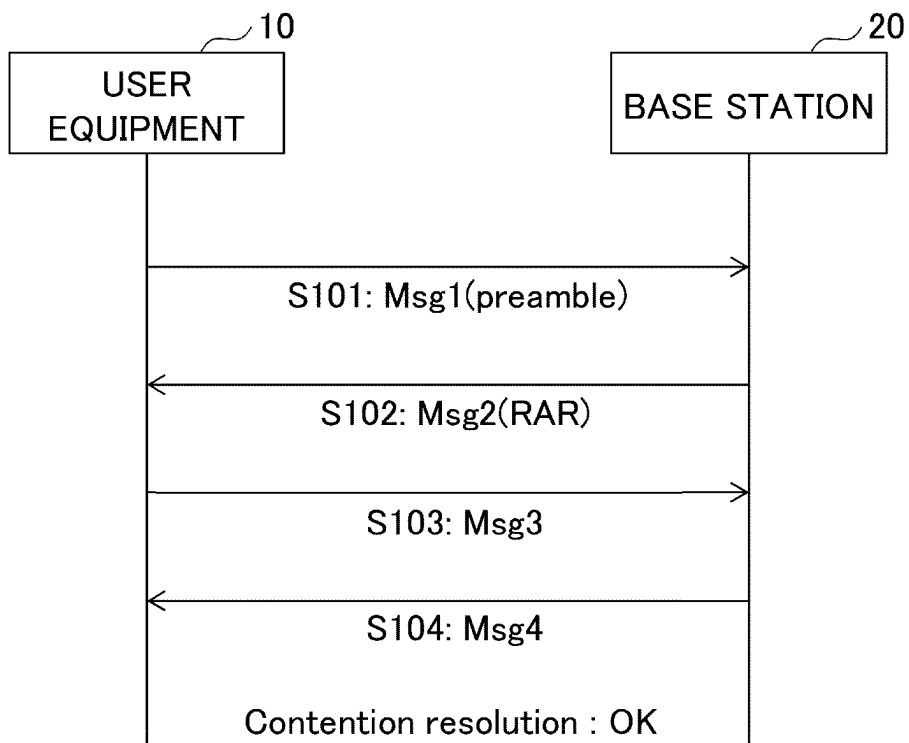 10
20
USER
EQUIPMENT
BASE STATION
S101: Msg1(preamble)
S102: Msg2(RAR)
S103: Msg3
S104: Msg4
Contention resolution : OK